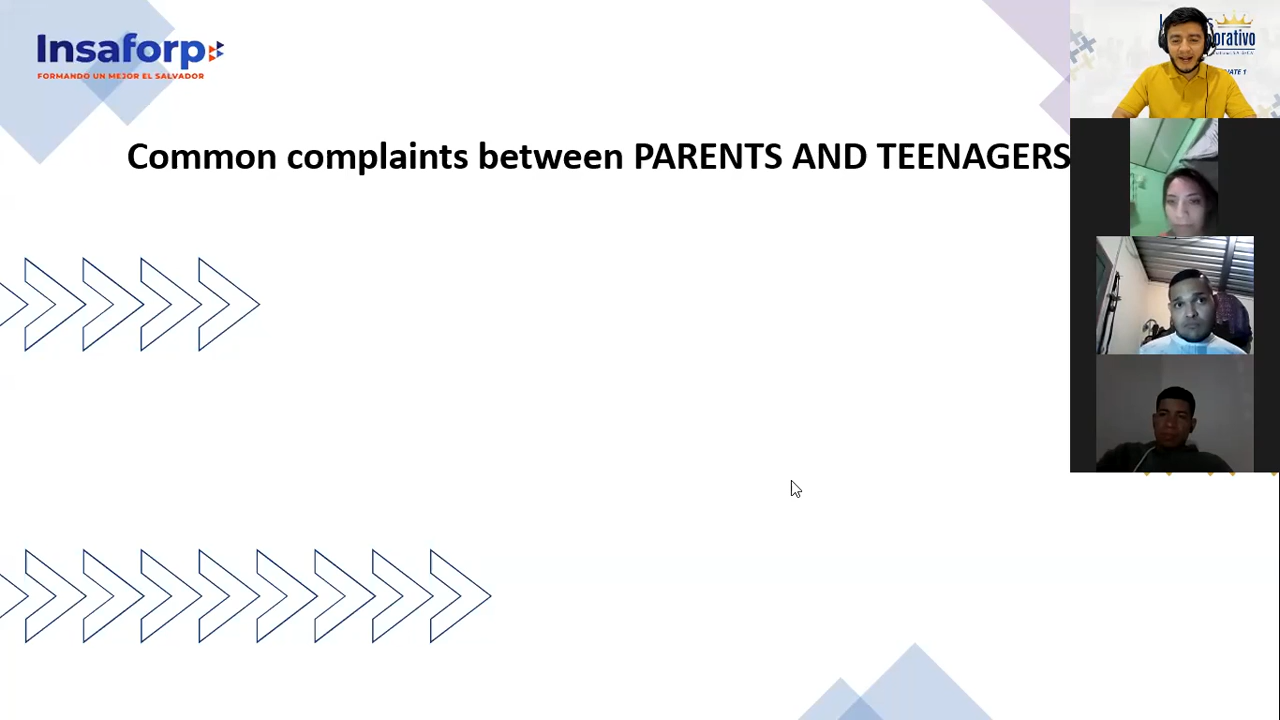 Insaforp
FORMANDO UN MEJOR EL SALVADOR
Common complaints between PARENTS AND TEENAGERS